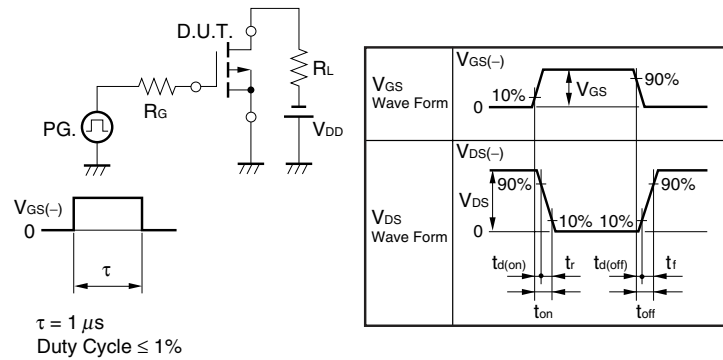 D.U.T.
RL
RG
PG.
VDD
VGS(−)
0
τ
τ = 1 μs
Duty Cycle ≤ 1%
VGS
Wave Form
VGS(−)
10%
VGS
90%
0
VDS
Wave Form
VDS(−)
90%
VDS
10% 10%
90%
0
td(on) tr td(off) tf
ton toff